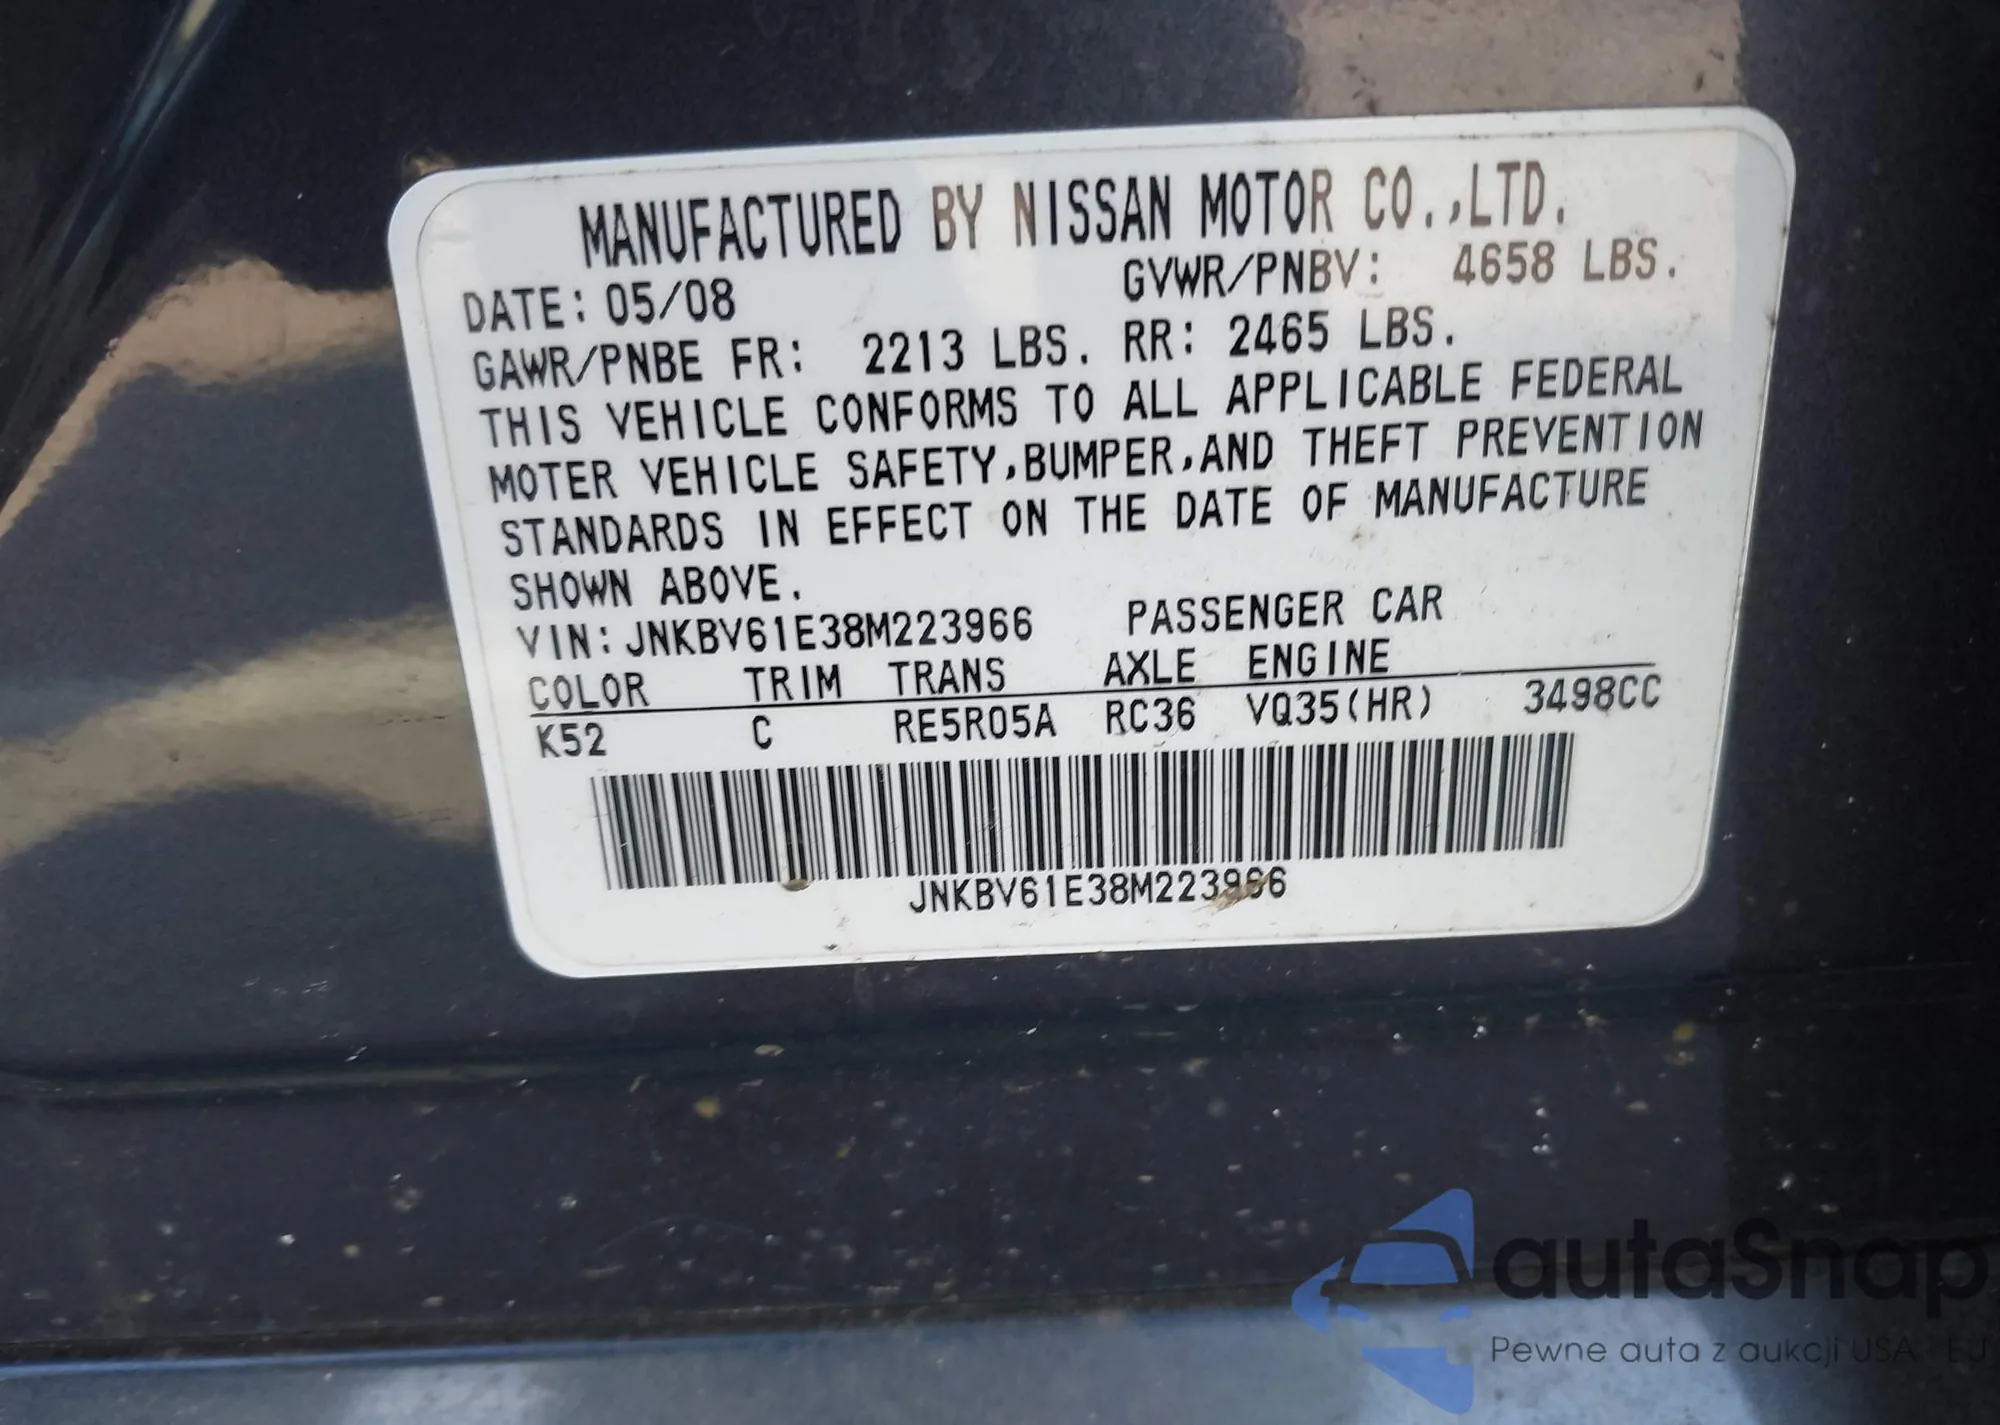 MANUFACTURED BY NISSAN MOTOR CO.,LTD.
DATE: 05/08 GVWR/PNBV: 4658 LBS.
GAWR/PNBE FR: 2213 LBS. RR: 2465 LBS.
THIS VEHICLE CONFORMS TO ALL APPLICABLE FEDERAL
MOTER VEHICLE SAFETY,BUMPER,AND THEFT PREVENTION
STANDARDS IN EFFECT ON THE DATE OF MANUFACTURE
SHOWN ABOVE.
VIN: JNKBV61E38M223966 PASSENGER CAR
COLOR TRIM TRANS AXLE ENGINE
K52 C RE5R05A RC36 VQ35(HR) 3498CC
JNKBV61E38M223966
autaSnap
Pewne auta z aukcji USA i EU